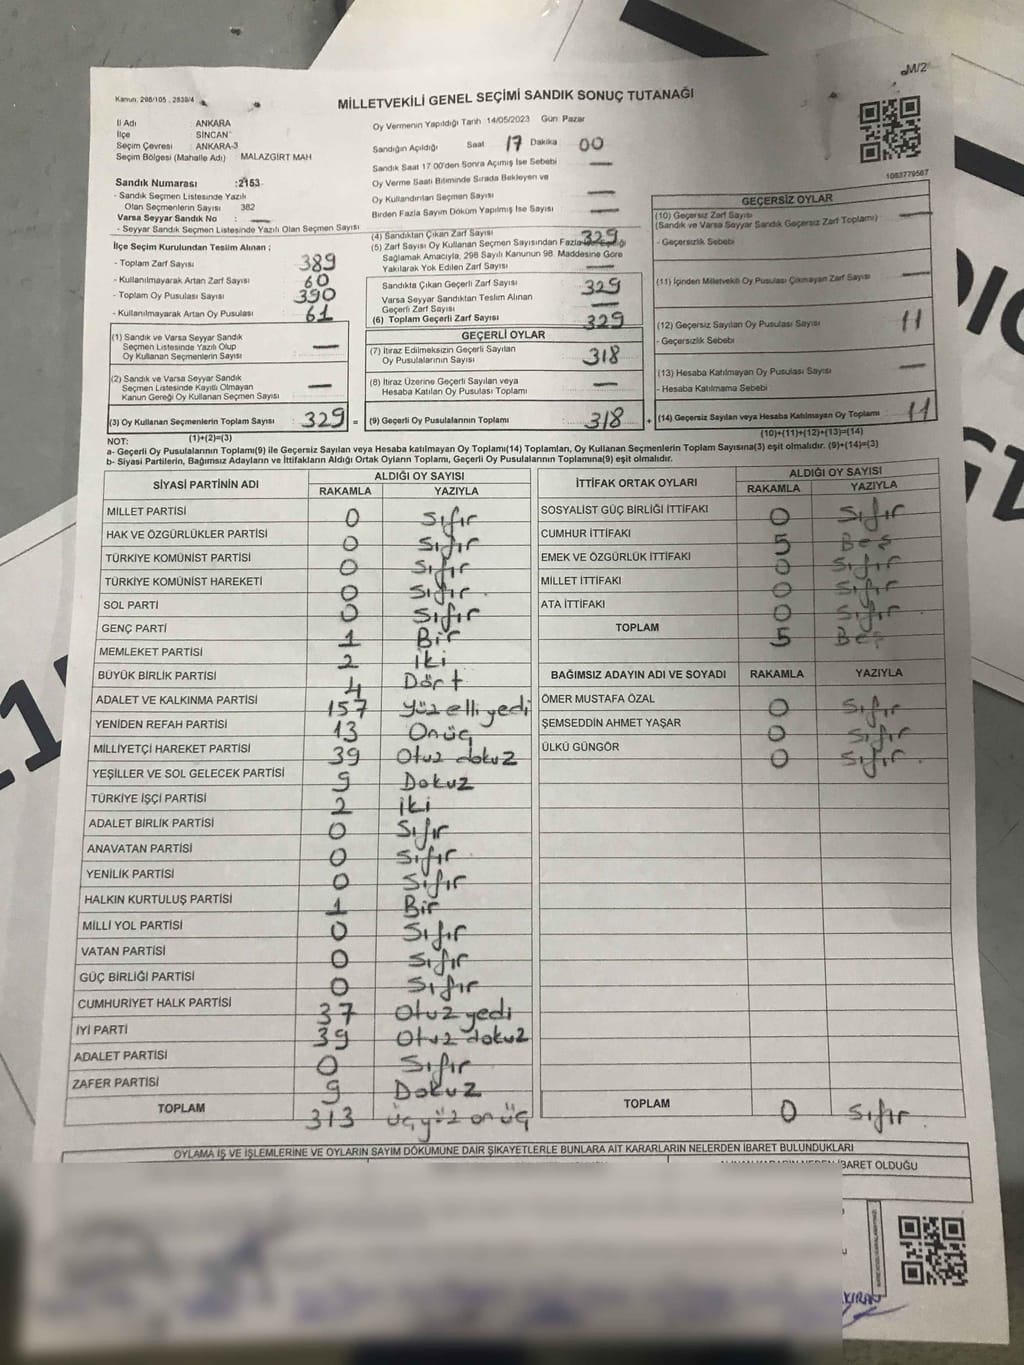 M/2
Kanun: 298/105 , 2839/4
MİLLETVEKİLİ GENEL SEÇİMİ SANDIK SONUÇ TUTANAĞI
İl Adı : ANKARA
İlçe : SİNCAN
Seçim Çevresi : ANKARA-3
Seçim Bölgesi (Mahalle Adı) MALAZGİRT MAH
Sandık Numarası :2153
- Sandık Seçmen Listesinde Yazılı
Olan Seçmenlerin Sayısı 382
Varsa Seyyar Sandık No : —
- Seyyar Sandık Seçmen Listesinde Yazılı Olan Seçmen Sayısı
Oy Vermenin Yapıldığı Tarih 14/05/2023 Gün: Pazar
Sandığın Açıldığı Saat 17 Dakika 00
Sandık Saat 17.00'den Sonra Açılmış İse Sebebi —
Oy Verme Saati Bitiminde Sırada Bekleyen ve
Oy Kullandırılan Seçmen Sayısı —
Birden Fazla Sayım Döküm Yapılmış İse Sayısı —
1083779587
İlçe Seçim Kurulundan Teslim Alınan ;
- Toplam Zarf Sayısı 389
- Kullanılmayarak Artan Zarf Sayısı 60
- Toplam Oy Pusulası Sayısı 390
- Kullanılmayarak Artan Oy Pusulası 61
(1) Sandık ve Varsa Seyyar Sandık
Seçmen Listesinde Yazılı Olup
Oy Kullanan Seçmenlerin Sayısı —
(2) Sandık ve Varsa Seyyar Sandık
Seçmen Listesinde Kayıtlı Olmayan
Kanun Gereği Oy Kullanan Seçmen Sayısı —
(3) Oy Kullanan Seçmenlerin Toplam Sayısı 329 =
(4) Sandıktan Çıkan Zarf Sayısı 329
(5) Zarf Sayısı Oy Kullanan Seçmen Sayısından Fazla
Sağlamak Amacıyla, 298 Sayılı Kanunun 98. Maddesine Göre
Yakılarak Yok Edilen Zarf Sayısı —
Sandıkta Çıkan Geçerli Zarf Sayısı 329
Varsa Seyyar Sandıktan Teslim Alınan
Geçerli Zarf Sayısı —
(6) Toplam Geçerli Zarf Sayısı 329
GEÇERLİ OYLAR
(7) İtiraz Edilmeksizin Geçerli Sayılan
Oy Pusulalarının Sayısı 318
(8) İtiraz Üzerine Geçerli Sayılan veya
Hesaba Katılan Oy Pusulası Toplamı —
(9) Geçerli Oy Pusulalarının Toplamı 318 +
GEÇERSİZ OYLAR
(10) Geçersiz Zarf Sayısı —
(Sandık ve Varsa Seyyar Sandık Geçersiz Zarf Toplamı)
- Geçersizlik Sebebi
(11) İçinden Milletvekili Oy Pusulası Çıkmayan Zarf Sayısı —
(12) Geçersiz Sayılan Oy Pusulası Sayısı 11
- Geçersizlik Sebebi
(13) Hesaba Katılmayan Oy Pusulası Sayısı —
- Hesaba Katılmama Sebebi
(14) Geçersiz Sayılan veya Hesaba Katılmayan Oy Toplamı 11
NOT: (1)+(2)=(3) (10)+(11)+(12)+(13)=(14)
a- Geçerli Oy Pusulalarının Toplamı(9) ile Geçersiz Sayılan veya Hesaba katılmayan Oy Toplamı(14) Toplamları, Oy Kullanan Seçmenlerin Toplam Sayısına(3) eşit olmalıdır. (9)+(14)=(3)
b- Siyasi Partilerin, Bağımsız Adayların ve İttifakların Aldığı Ortak Oyların Toplamı, Geçerli Oy Pusulalarının Toplamına(9) eşit olmalıdır.
SİYASİ PARTİNİN ADI ALDIĞI OY SAYISI
RAKAMLA YAZIYLA
MİLLET PARTİSİ 0 Sıfır
HAK VE ÖZGÜRLÜKLER PARTİSİ 0 Sıfır
TÜRKİYE KOMÜNİST PARTİSİ 0 Sıfır
TÜRKİYE KOMÜNİST HAREKETİ 0 Sıfır
SOL PARTİ 0 Sıfır
GENÇ PARTİ 1 Bir
MEMLEKET PARTİSİ 2 iki
BÜYÜK BİRLİK PARTİSİ 4 Dört
ADALET VE KALKINMA PARTİSİ 157 Yüzelliyedi
YENİDEN REFAH PARTİSİ 13 Onüç
MİLLİYETÇİ HAREKET PARTİSİ 39 Otuz dokuz
YEŞİLLER VE SOL GELECEK PARTİSİ 9 Dokuz
TÜRKİYE İŞÇİ PARTİSİ 2 iki
ADALET BİRLİK PARTİSİ 0 Sıfır
ANAVATAN PARTİSİ 0 Sıfır
YENİLİK PARTİSİ 0 Sıfır
HALKIN KURTULUŞ PARTİSİ 1 Bir
MİLLİ YOL PARTİSİ 0 Sıfır
VATAN PARTİSİ 0 Sıfır
GÜÇ BİRLİĞİ PARTİSİ 0 Sıfır
CUMHURİYET HALK PARTİSİ 37 Otuz yedi
İYİ PARTİ 39 Otuz dokuz
ADALET PARTİSİ 0 Sıfır
ZAFER PARTİSİ 9 Dokuz
TOPLAM 313 üçyüz onüç
İTTİFAK ORTAK OYLARI ALDIĞI OY SAYISI
RAKAMLA YAZIYLA
SOSYALİST GÜÇ BİRLİĞİ İTTİFAKI 0 Sıfır
CUMHUR İTTİFAKI 5 Beş
EMEK VE ÖZGÜRLÜK İTTİFAKI 0 Sıfır
MİLLET İTTİFAKI 0 Sıfır
ATA İTTİFAKI 0 Sıfır
TOPLAM 5 Beş
BAĞIMSIZ ADAYIN ADI VE SOYADI RAKAMLA YAZIYLA
ÖMER MUSTAFA ÖZAL 0 Sıfır
ŞEMSEDDİN AHMET YAŞAR 0 Sıfır
ÜLKÜ GÜNGÖR 0 Sıfır
TOPLAM 0 Sıfır
OYLAMA İŞ VE İŞLEMLERİNE VE OYLARIN SAYIM DÖKÜMÜNE DAİR ŞİKAYETLERLE BUNLARA AİT KARARLARIN NELERDEN İBARET BULUNDUKLARI
İBARET OLDUĞU